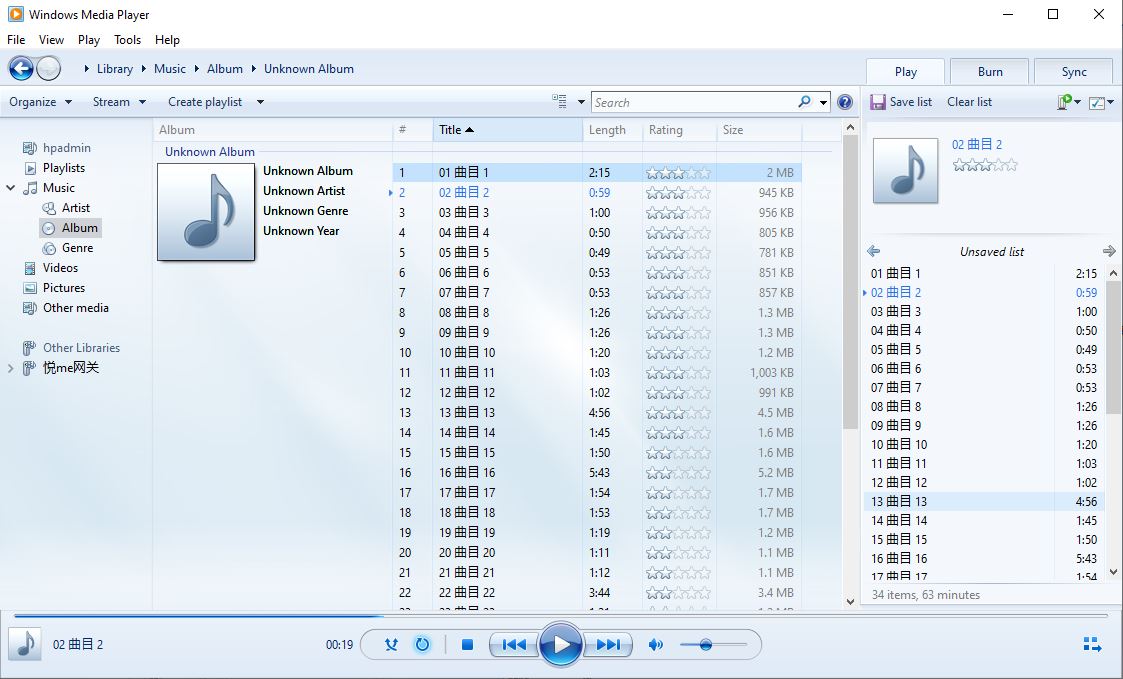 Windows Media Player
File View Play Tools Help
Library Music Album Unknown Album
Play Burn Sync
Organize Stream Create playlist
Search
Save list Clear list
hpadmin
Playlists
Music
Artist
Album
Genre
Videos
Pictures
Other media
Other Libraries
悦me网关
Album # Title Length Rating Size
Unknown Album
Unknown Album
Unknown Artist
Unknown Genre
Unknown Year
1 01 曲目 1 2:15 2 MB
2 02 曲目 2 0:59 945 KB
3 03 曲目 3 1:00 956 KB
4 04 曲目 4 0:50 805 KB
5 05 曲目 5 0:49 781 KB
6 06 曲目 6 0:53 851 KB
7 07 曲目 7 0:53 857 KB
8 08 曲目 8 1:26 1.3 MB
9 09 曲目 9 1:26 1.3 MB
10 10 曲目 10 1:20 1.2 MB
11 11 曲目 11 1:03 1,003 KB
12 12 曲目 12 1:02 991 KB
13 13 曲目 13 4:56 4.5 MB
14 14 曲目 14 1:45 1.6 MB
15 15 曲目 15 1:50 1.6 MB
16 16 曲目 16 5:43 5.2 MB
17 17 曲目 17 1:54 1.7 MB
18 18 曲目 18 1:53 1.7 MB
19 19 曲目 19 1:19 1.2 MB
20 20 曲目 20 1:11 1.1 MB
21 21 曲目 21 1:12 1.1 MB
22 22 曲目 22 3:44 3.4 MB
02 曲目 2
Unsaved list
01 曲目 1 2:15
02 曲目 2 0:59
03 曲目 3 1:00
04 曲目 4 0:50
05 曲目 5 0:49
06 曲目 6 0:53
07 曲目 7 0:53
08 曲目 8 1:26
09 曲目 9 1:26
10 曲目 10 1:20
11 曲目 11 1:03
12 曲目 12 1:02
13 曲目 13 4:56
14 曲目 14 1:45
15 曲目 15 1:50
16 曲目 16 5:43
17 曲目 17 1:54
34 items, 63 minutes
02 曲目 2
00:19